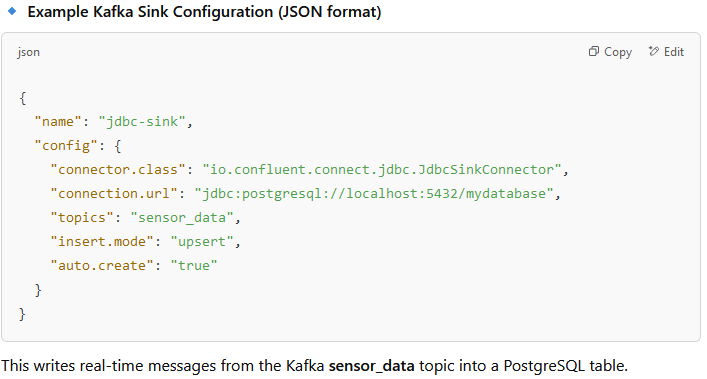 Example Kafka Sink Configuration (JSON format)
json
Copy
Edit
{
  "name": "jdbc-sink",
  "config": {
    "connector.class": "io.confluent.connect.jdbc.JdbcSinkConnector",
    "connection.url": "jdbc:postgresql://localhost:5432/mydatabase",
    "topics": "sensor_data",
    "insert.mode": "upsert",
    "auto.create": "true"
  }
}
This writes real-time messages from the Kafka sensor_data topic into a PostgreSQL table.